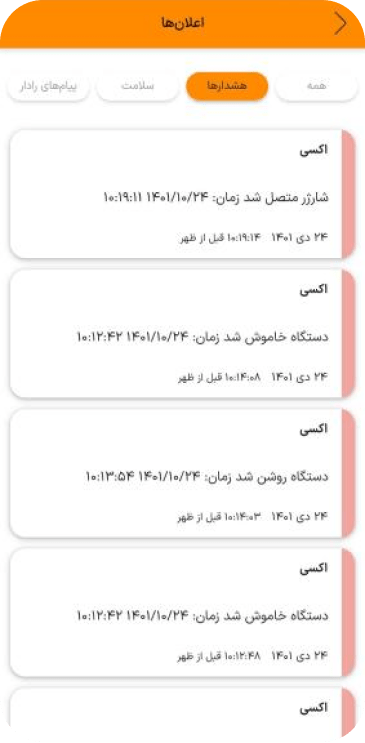 اعلان‌ها
همه
هشدارها
سلامت
پیام‌های رادار
اکسی
شارژر متصل شد زمان: ۱۴۰۱/۱۰/۲۴ ۱۰:۱۹:۱۱
۲۴ دی ۱۴۰۱ ۱۰:۱۹:۱۴ قبل از ظهر
اکسی
دستگاه خاموش شد زمان: ۱۴۰۱/۱۰/۲۴ ۱۰:۱۲:۴۲
۲۴ دی ۱۴۰۱ ۱۰:۱۴:۰۸ قبل از ظهر
اکسی
دستگاه روشن شد زمان: ۱۴۰۱/۱۰/۲۴ ۱۰:۱۳:۵۴
۲۴ دی ۱۴۰۱ ۱۰:۱۴:۰۳ قبل از ظهر
اکسی
دستگاه خاموش شد زمان: ۱۴۰۱/۱۰/۲۴ ۱۰:۱۲:۴۲
۲۴ دی ۱۴۰۱ ۱۰:۱۲:۴۸ قبل از ظهر
اکسی